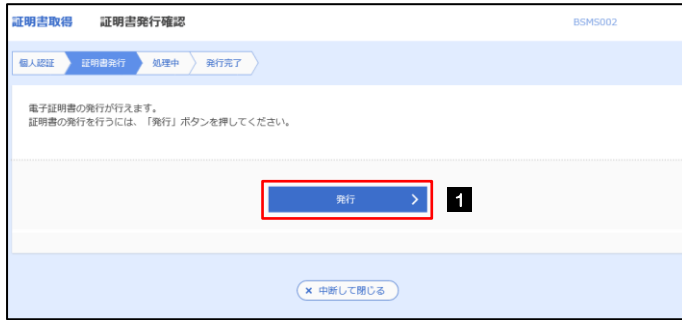 証明書取得 証明書発行確認 BSMS002
個人認証 証明書発行 処理中 発行完了
電子証明書の発行が行えます。
証明書の発行を行うには、「発行」ボタンを押してください。
発行 1
× 中断して閉じる